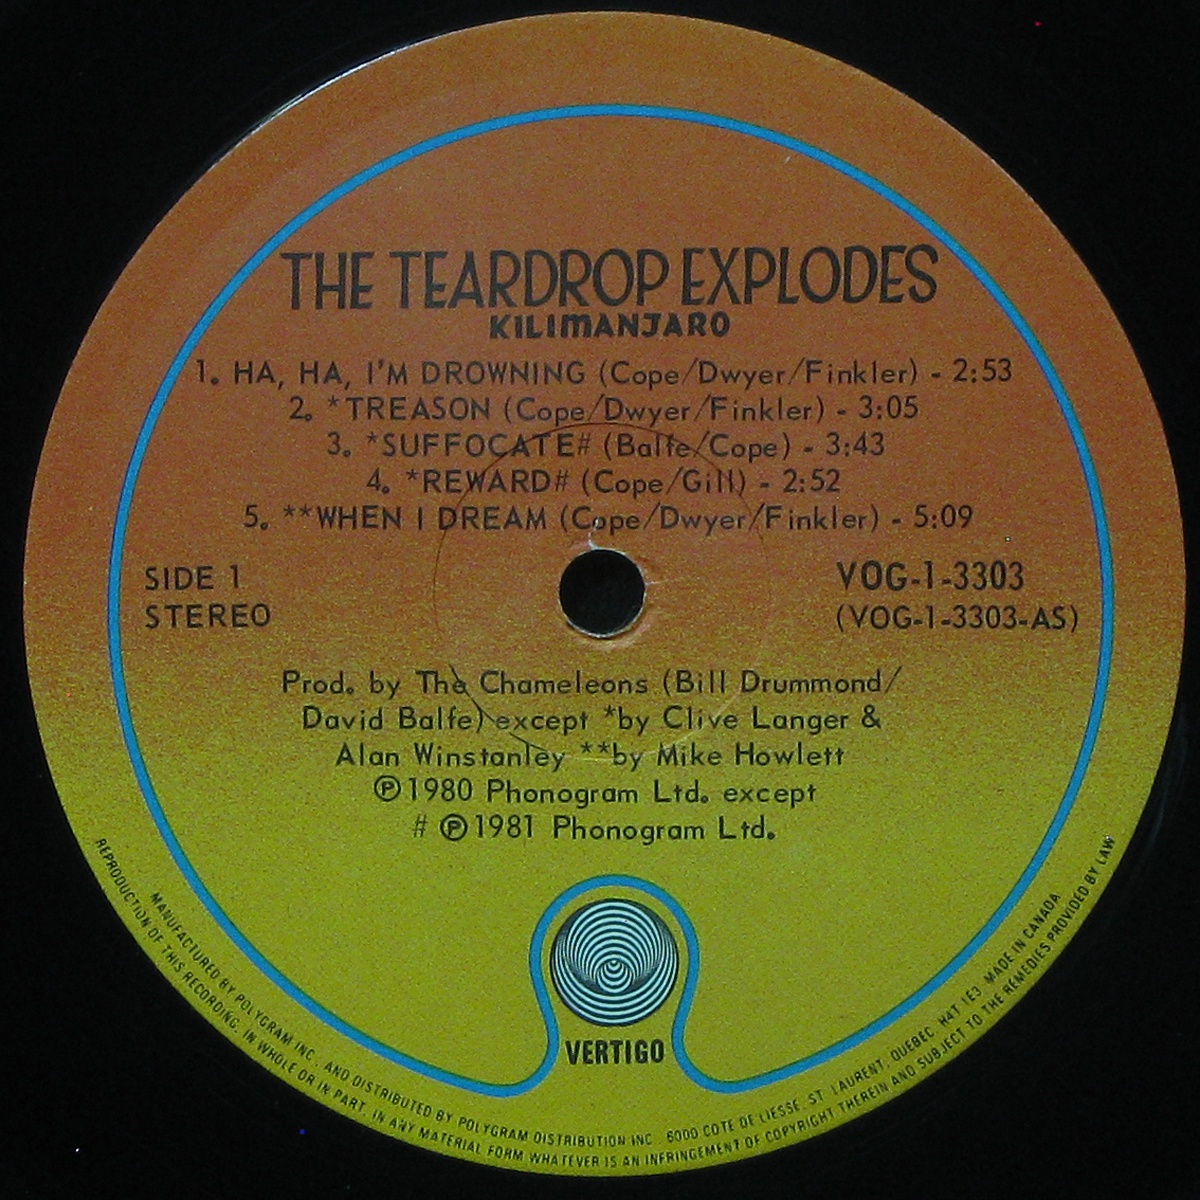 THE TEARDROP EXPLODES
KILIMANJARO
1. HA, HA, I'M DROWNING (Cope/Dwyer/Finkler) - 2:53
2. *TREASON (Cope/Dwyer/Finkler) - 3:05
3. *SUFFOCATE# (Balfe/Cope) - 3:43
4. *REWARD# (Cope/Gill) - 2:52
5. **WHEN I DREAM (Cope/Dwyer/Finkler) - 5:09
SIDE 1
STEREO
VOG-1-3303
(VOG-1-3303-AS)
Prod. by The Chameleons (Bill Drummond/
David Balfe) except *by Clive Langer &
Alan Winstanley **by Mike Howlett
℗1980 Phonogram Ltd. except
# ℗1981 Phonogram Ltd.
VERTIGO
MANUFACTURED BY POLYGRAM INC., AND DISTRIBUTED BY POLYGRAM DISTRIBUTION INC., 6000 COTE DE LIESSE, ST. LAURENT, QUEBEC, H4T 1E3. MADE IN CANADA
REPRODUCTION OF THIS RECORDING, IN WHOLE OR IN PART, IN ANY MATERIAL FORM WHATEVER IS AN INFRINGEMENT OF COPYRIGHT THEREIN AND SUBJECT TO THE REMEDIES PROVIDED BY LAW